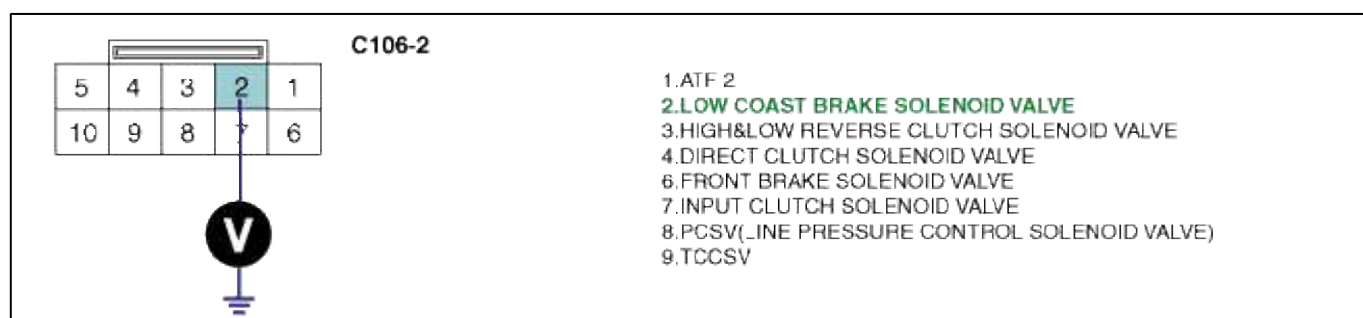 C106-2
5 4 3 2 1
10 9 8 7 6
V
1.ATF 2
2.LOW COAST BRAKE SOLENOID VALVE
3.HIGH&LOW REVERSE CLUTCH SOLENOID VALVE
4.DIRECT CLUTCH SOLENOID VALVE
6.FRONT BRAKE SOLENOID VALVE
7.INPUT CLUTCH SOLENOID VALVE
8.PCSV(LINE PRESSURE CONTROL SOLENOID VALVE)
9.TCCSV